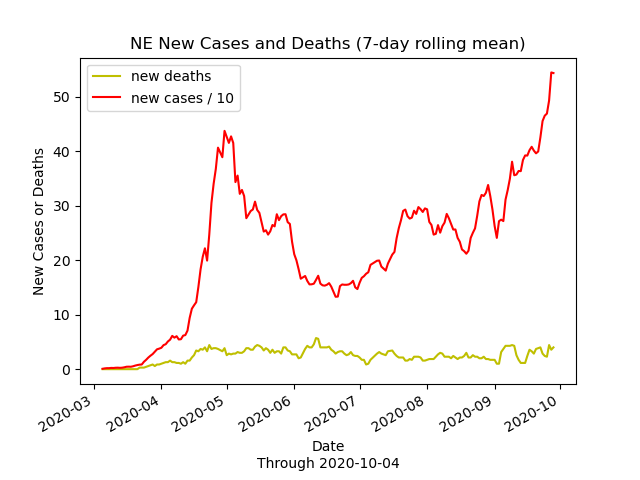 NE New Cases and Deaths (7-day rolling mean)
new deaths
new cases / 10
New Cases or Deaths
50
40
30
20
10
0
2020-03
2020-04
2020-05
2020-06
2020-07
2020-08
2020-09
2020-10
Date
Through 2020-10-04